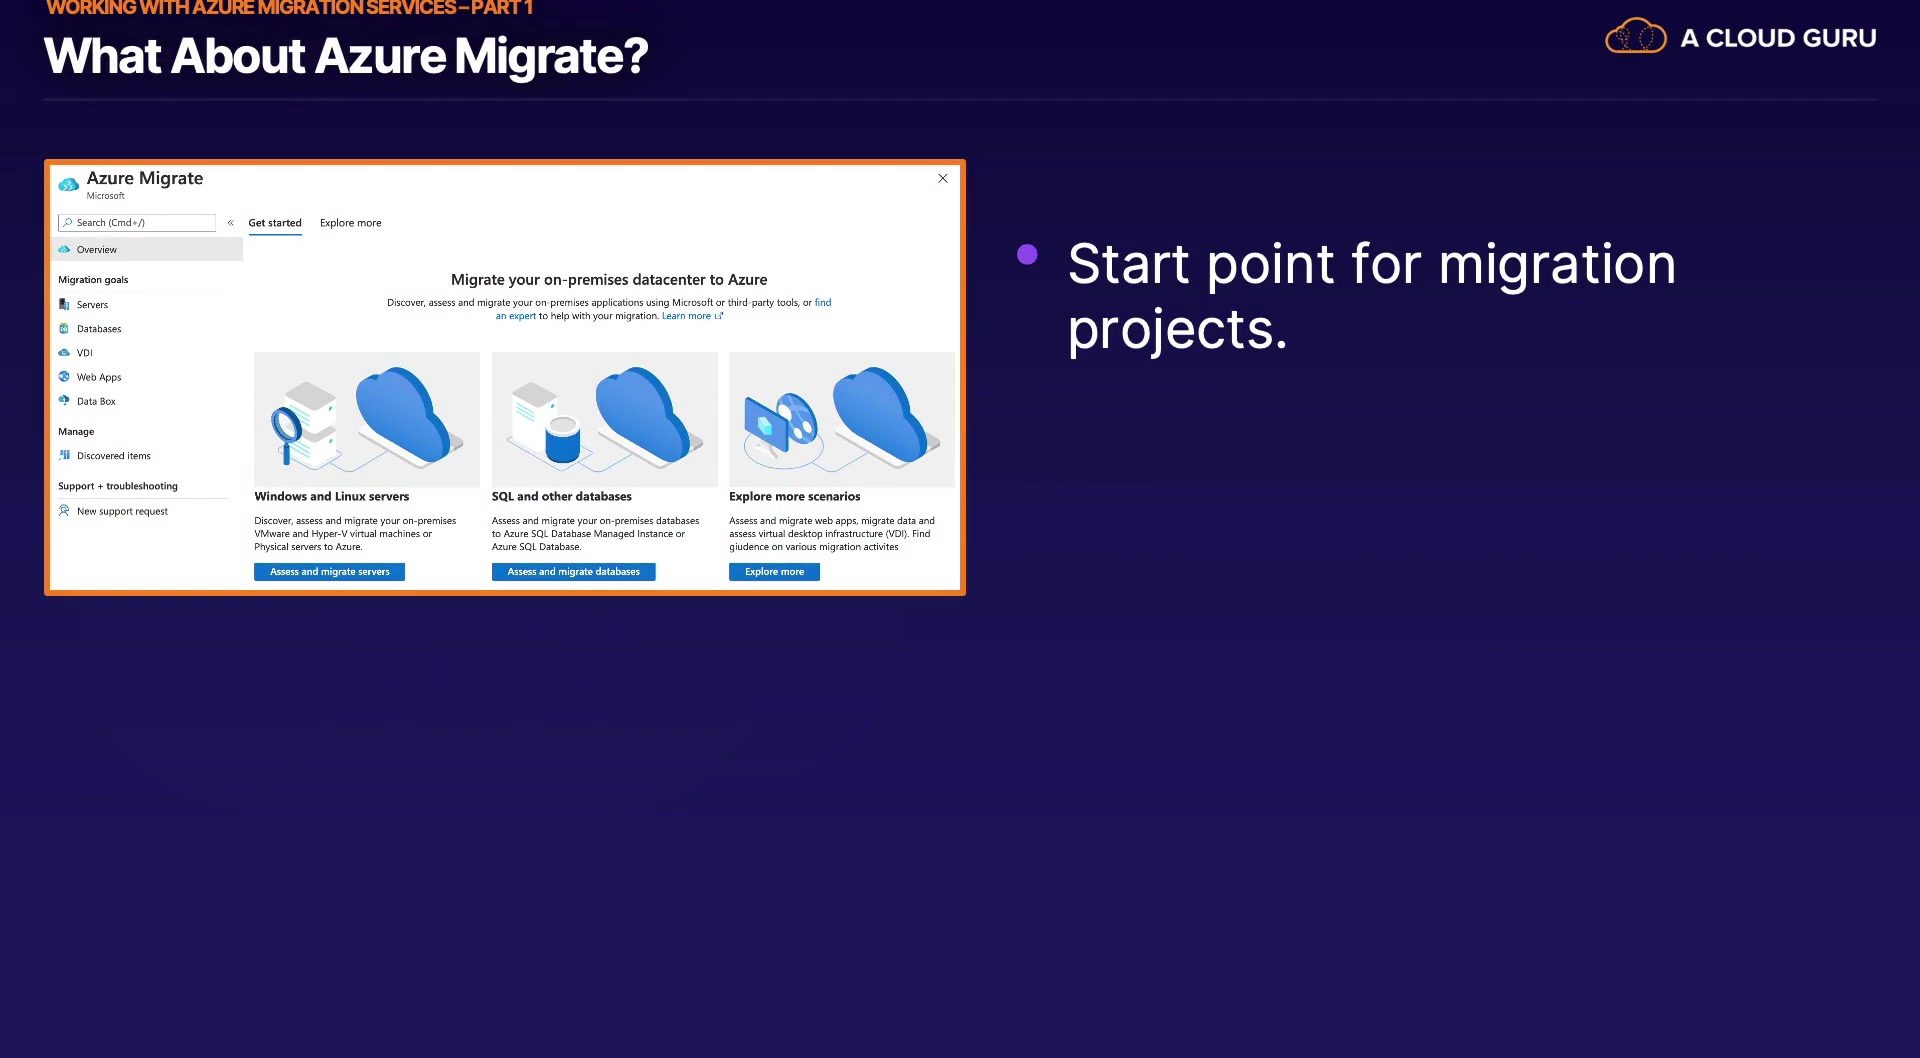 WORKING WITH AZURE MIGRATION SERVICES – PART 1
What About Azure Migrate?
A CLOUD GURU
Azure Migrate
Microsoft
Search (Cmd+/)
«
Get started
Explore more
Overview
Migration goals
Servers
Databases
VDI
Web Apps
Data Box
Manage
Discovered items
Support + troubleshooting
New support request
Migrate your on-premises datacenter to Azure
Discover, assess and migrate your on-premises applications using Microsoft or third-party tools, or find
an expert to help with your migration. Learn more
Windows and Linux servers
Discover, assess and migrate your on-premises
VMware and Hyper-V virtual machines or
Physical servers to Azure.
Assess and migrate servers
SQL and other databases
Assess and migrate your on-premises databases
to Azure SQL Database Managed Instance or
Azure SQL Database.
Assess and migrate databases
Explore more scenarios
Assess and migrate web apps, migrate data and
assess virtual desktop infrastructure (VDI). Find
giudence on various migration activites
Explore more
Start point for migration
projects.